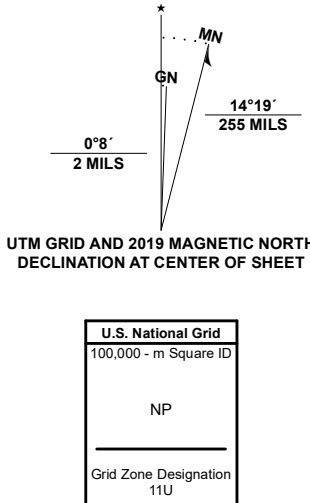 MN
GN
14°19´
255 MILS
0°8´
2 MILS
UTM GRID AND 2019 MAGNETIC NORTH
DECLINATION AT CENTER OF SHEET
U.S. National Grid
100,000 - m Square ID
NP
Grid Zone Designation
11U